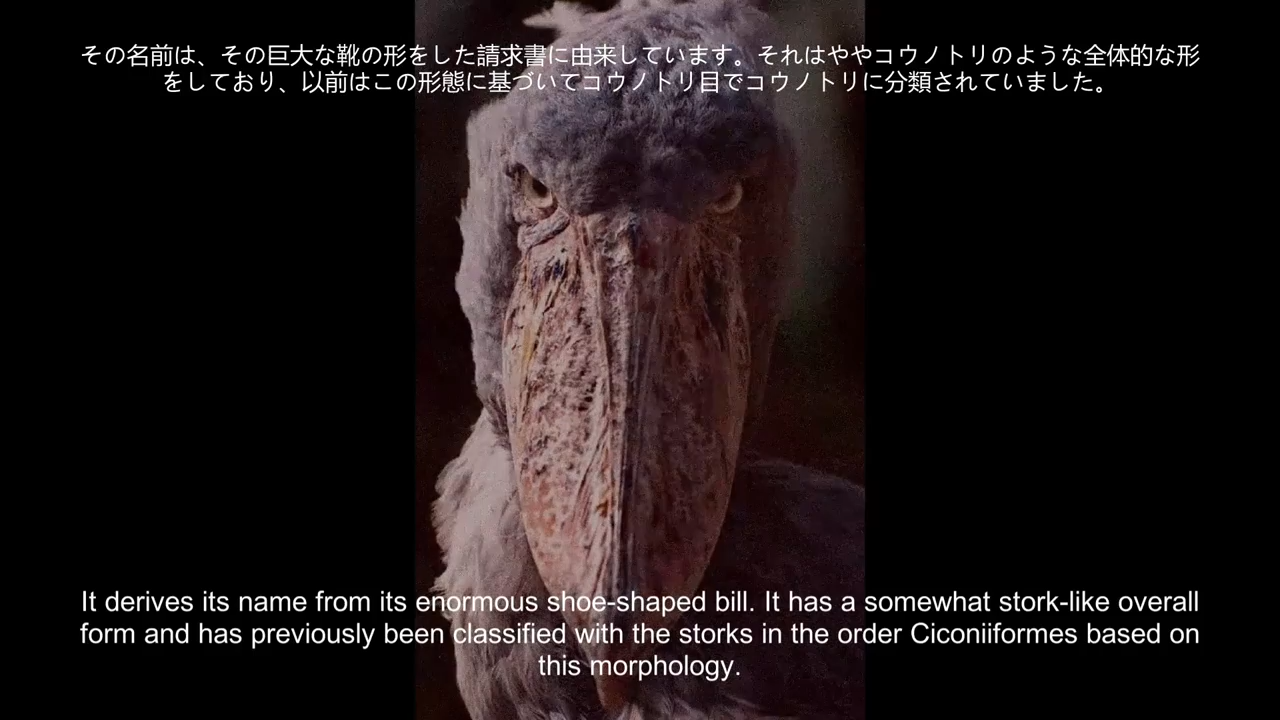 その名前は、その巨大な靴の形をした請求書に由来しています。それはややコウノトリのような全体的な形
をしており、以前はこの形態に基づいてコウノトリ目でコウノトリに分類されていました。
It derives its name from its enormous shoe-shaped bill. It has a somewhat stork-like overall
form and has previously been classified with the storks in the order Ciconiiformes based on
this morphology.